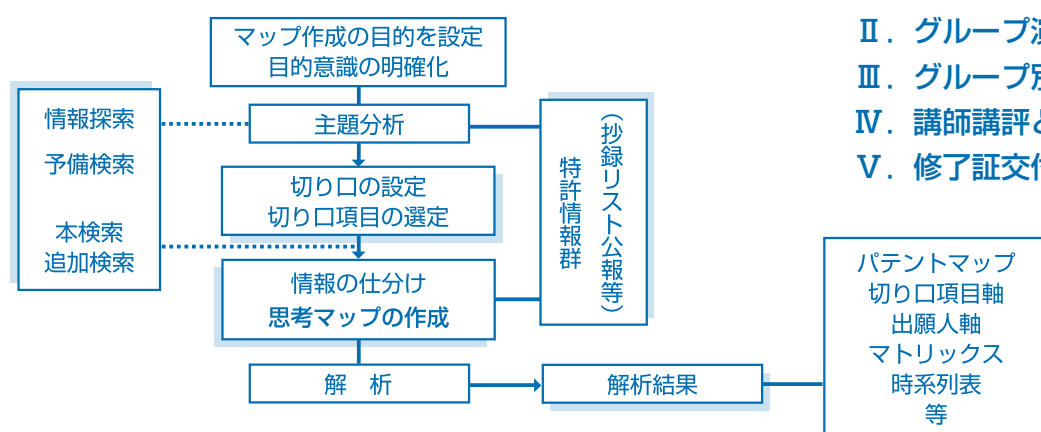 マップ作成の目的を設定
目的意識の明確化
情報探索
予備検索
本検索
追加検索
主題分析
切り口の設定
切り口項目の選定
情報の仕分け
思考マップの作成
解 析
特許情報群
(抄録リスト公報等)
解析結果
パテントマップ
切り口項目軸
出願人軸
マトリックス
時系列表
等
Ⅱ．グループ
Ⅲ．グループ
Ⅳ．講師講評
Ⅴ．修了証交